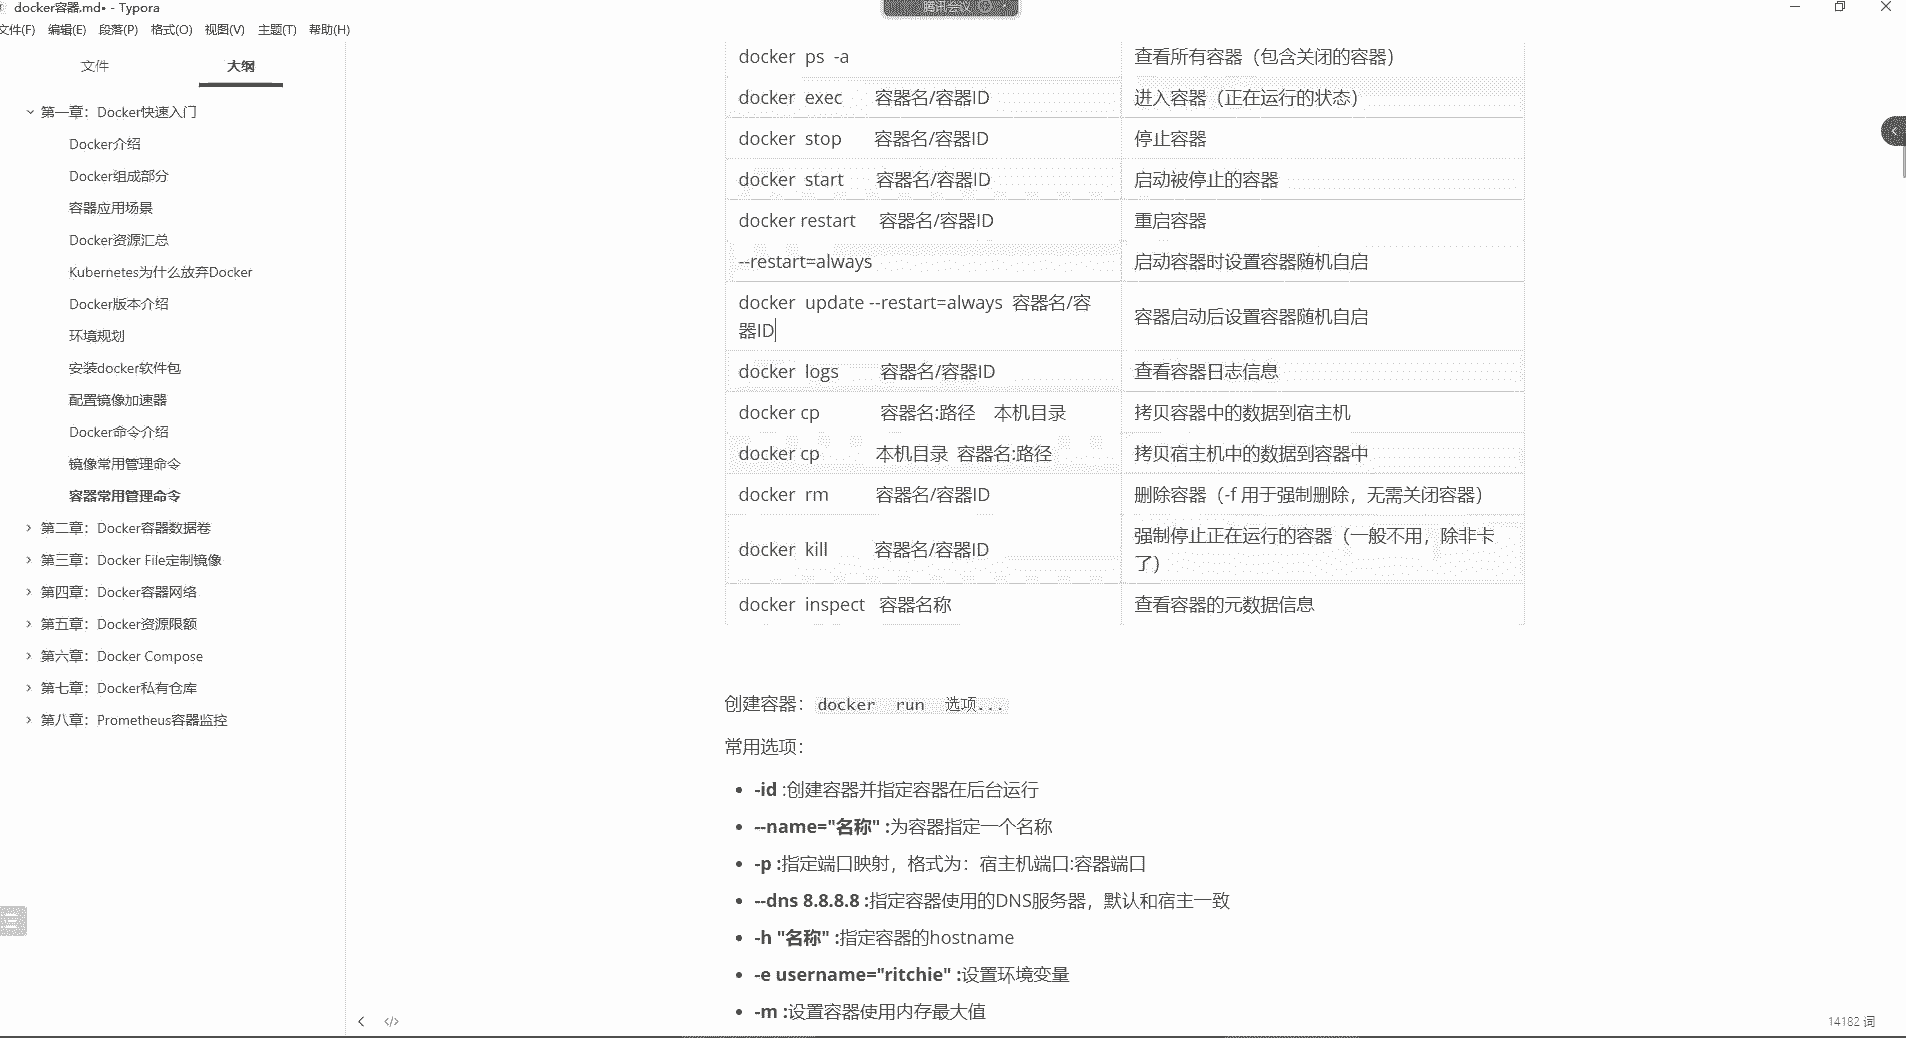 docker容器.md• - Typora
腾讯会议
文件(F) 编辑(E) 段落(P) 格式(O) 视图(V) 主题(T) 帮助(H)
文件 大纲
第一章：Docker快速入门
Docker介绍
Docker组成部分
容器应用场景
Docker资源汇总
Kubernetes为什么放弃Docker
Docker版本介绍
环境规划
安装docker软件包
配置镜像加速器
Docker命令介绍
镜像常用管理命令
容器常用管理命令
第二章：Docker容器数据卷
第三章：Docker File定制镜像
第四章：Docker容器网络
第五章：Docker资源限额
第六章：Docker Compose
第七章：Docker私有仓库
第八章：Prometheus容器监控
docker ps -a 查看所有容器（包含关闭的容器）
docker exec 容器名/容器ID 进入容器（正在运行的状态）
docker stop 容器名/容器ID 停止容器
docker start 容器名/容器ID 启动被停止的容器
docker restart 容器名/容器ID 重启容器
--restart=always 启动容器时设置容器随机自启
docker update --restart=always 容器名/容
器ID 容器启动后设置容器随机自启
docker logs 容器名/容器ID 查看容器日志信息
docker cp 容器名:路径 本机目录 拷贝容器中的数据到宿主机
docker cp 本机目录 容器名:路径 拷贝宿主机中的数据到容器中
docker rm 容器名/容器ID 删除容器（-f 用于强制删除，无需关闭容器）
docker kill 容器名/容器ID 强制停止正在运行的容器（一般不用，除非卡
了）
docker inspect 容器名称 查看容器的元数据信息
创建容器：docker run 选项...
常用选项：
-id :创建容器并指定容器在后台运行
--name="名称" :为容器指定一个名称
-p :指定端口映射，格式为：宿主机端口:容器端口
--dns 8.8.8.8 :指定容器使用的DNS服务器，默认和宿主一致
-h "名称" :指定容器的hostname
-e username="ritchie" :设置环境变量
-m :设置容器使用内存最大值
14182 词